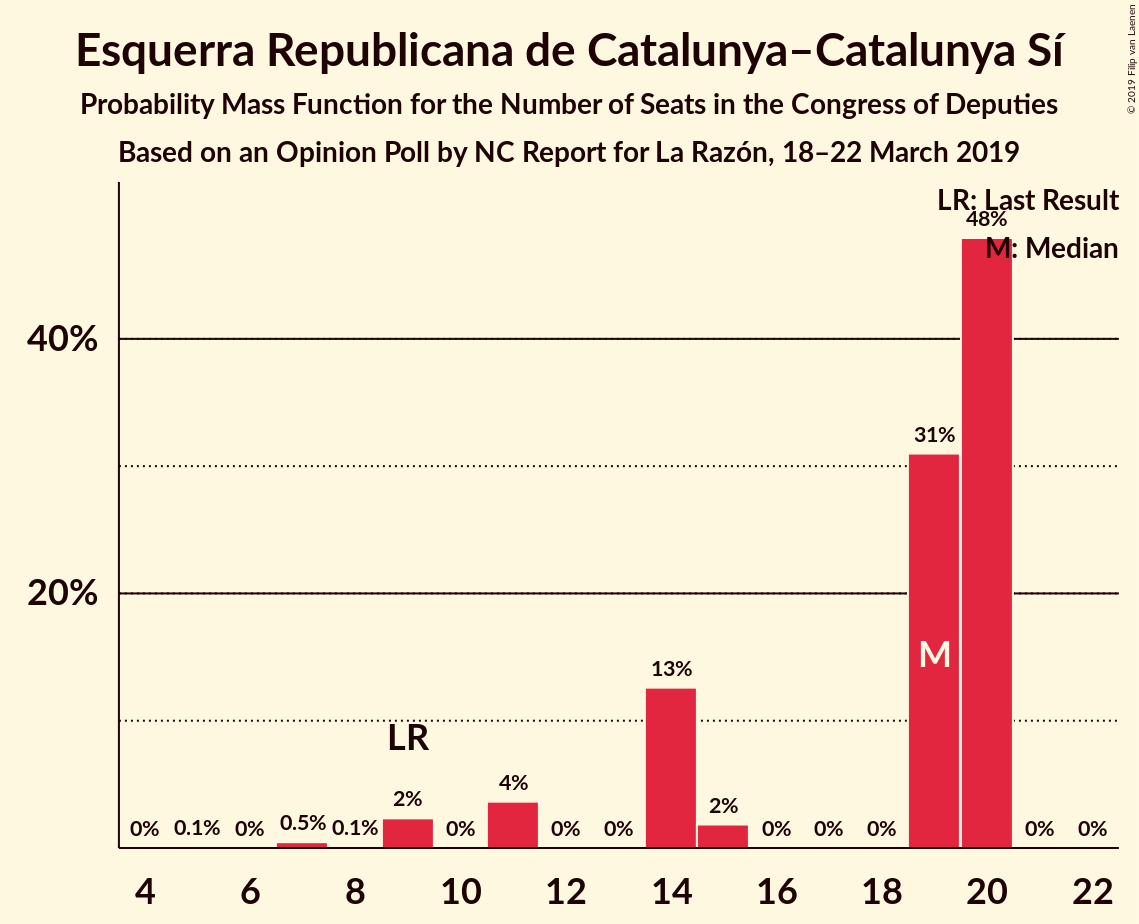 Esquerra Republicana de Catalunya–Catalunya Sí
Probability Mass Function for the Number of Seats in the Congress of Deputies
Based on an Opinion Poll by NC Report for La Razón, 18–22 March 2019
© 2019 Filip van Laenen
LR: Last Result
48%
M: Median
40%
31%
20%
M
13%
LR
4%
2%
2%
0% 0.1% 0% 0.5% 0.1% 0% 0% 0% 0% 0% 0% 0% 0%
4 6 8 10 12 14 16 18 20 22